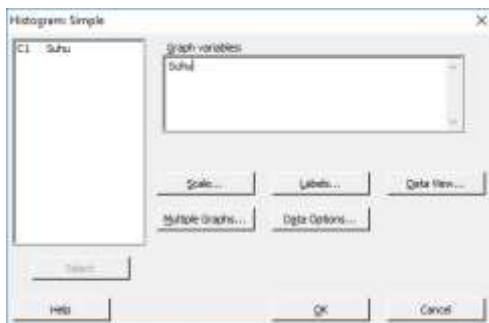 Histogram: Simple
C1 Suhu
Graph variables:
Suhu
Scale...
Labels...
Data View...
Multiple Graphs...
Data Options...
Select
Help
OK
Cancel